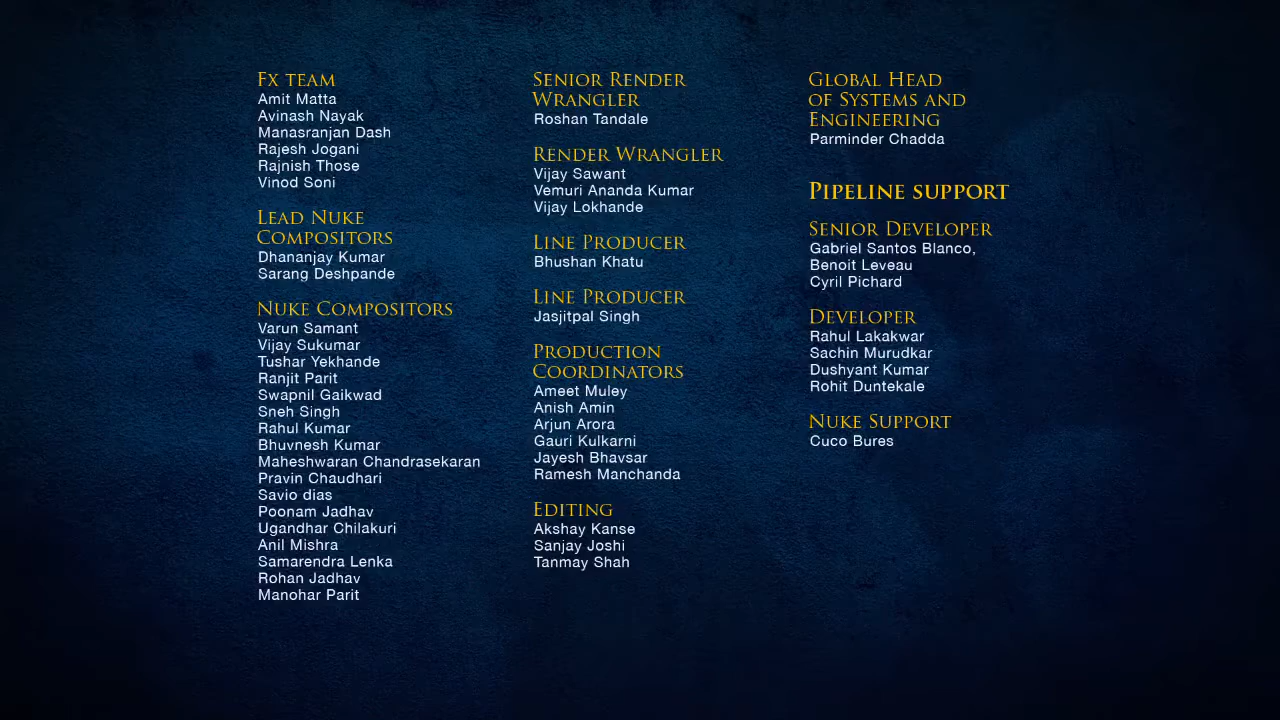 Fx team
Amit Matta
Avinash Nayak
Manasranjan Dash
Rajesh Jogani
Rajnish Those
Vinod Soni
Lead Nuke
Compositors
Dhananjay Kumar
Sarang Deshpande
Nuke Compositors
Varun Samant
Vijay Sukumar
Tushar Yekhande
Ranjit Parit
Swapnil Gaikwad
Sneh Singh
Rahul Kumar
Bhuvnesh Kumar
Maheshwaran Chandrasekaran
Pravin Chaudhari
Savio dias
Poonam Jadhav
Ugandhar Chilakuri
Anil Mishra
Samarendra Lenka
Rohan Jadhav
Manohar Parit
Senior Render
Wrangler
Roshan Tandale
Render Wrangler
Vijay Sawant
Vemuri Ananda Kumar
Vijay Lokhande
Line Producer
Bhushan Khatu
Line Producer
Jasjitpal Singh
Production
Coordinators
Ameet Muley
Anish Amin
Arjun Arora
Gauri Kulkarni
Jayesh Bhavsar
Ramesh Manchanda
Editing
Akshay Kanse
Sanjay Joshi
Tanmay Shah
Global Head
of Systems and
Engineering
Parminder Chadda
Pipeline support
Senior Developer
Gabriel Santos Blanco,
Benoit Leveau
Cyril Pichard
Developer
Rahul Lakakwar
Sachin Murudkar
Dushyant Kumar
Rohit Duntekale
Nuke Support
Cuco Bures